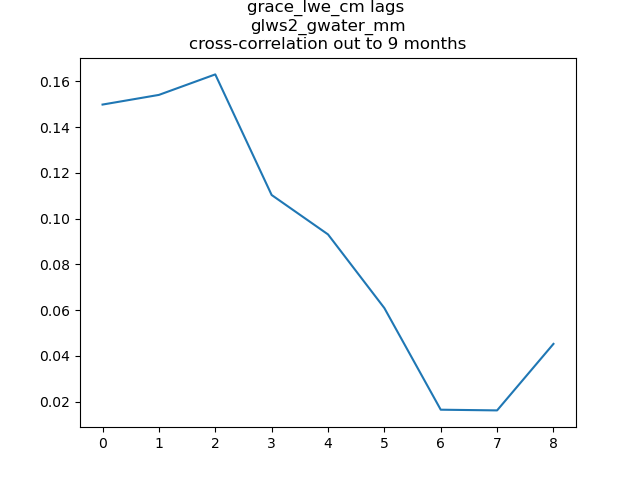 grace_lwe_cm lags
glws2_gwater_mm
cross-correlation out to 9 months
0.16
0.14
0.12
0.10
0.08
0.06
0.04
0.02
0 1 2 3 4 5 6 7 8